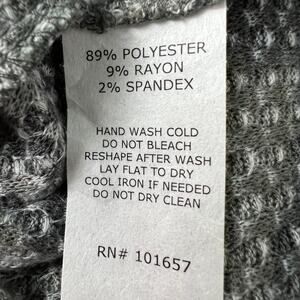 89% POLYESTER
9% RAYON
2% SPANDEX
HAND WASH COLD
DO NOT BLEACH
RESHAPE AFTER WASH
LAY FLAT TO DRY
COOL IRON IF NEEDED
DO NOT DRY CLEAN
RN# 101657